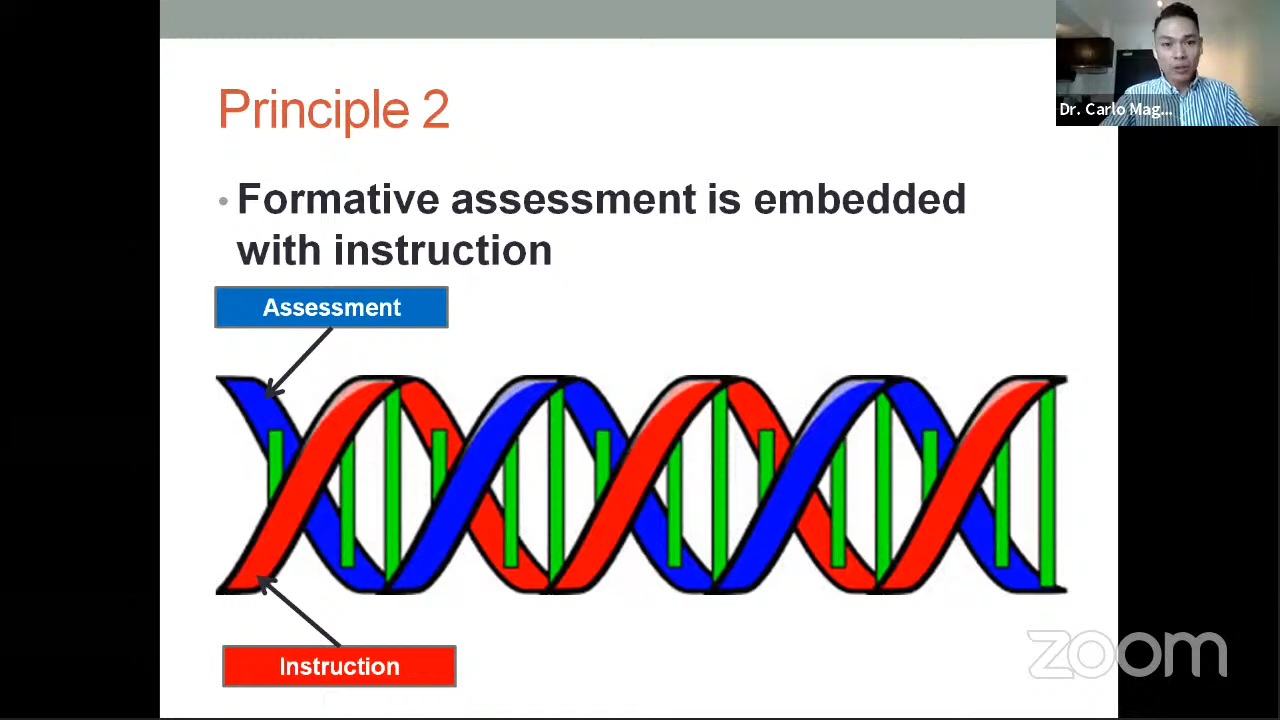 Principle 2
Dr. Carlo Mag...
• Formative assessment is embedded
with instruction
Assessment
Instruction
zoom